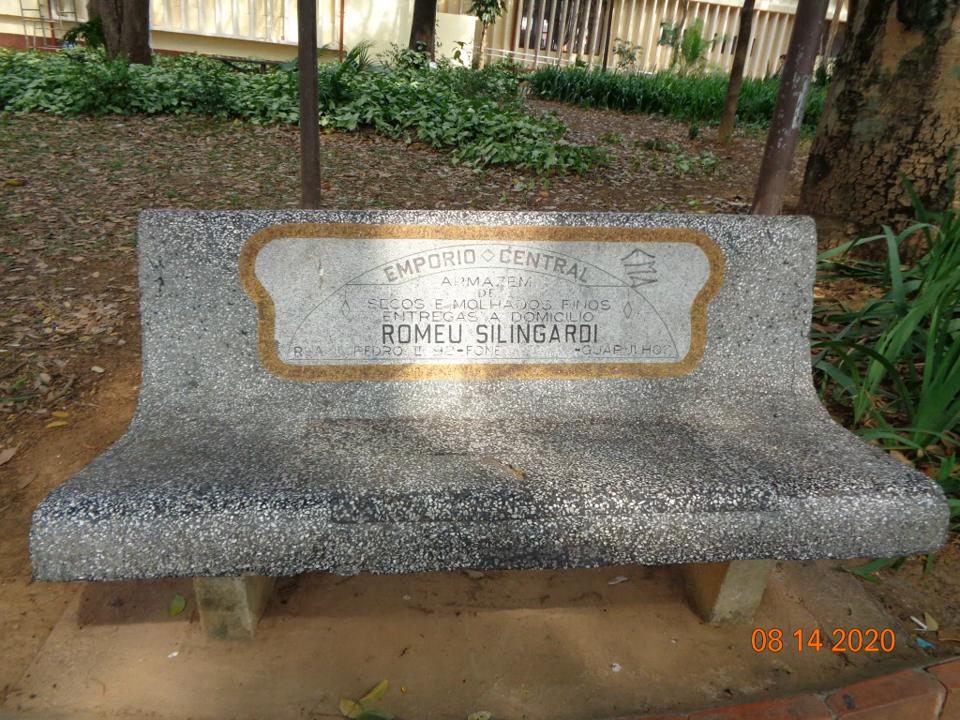 EMPORIO ◇ CENTRAL
ARMAZEM
DE
SECOS E MOLHADOS FINOS
ENTREGAS A DOMICILIO
ROMEU SILINGARDI
PEDRO II - FONE - GUARULHOS
08 14 2020